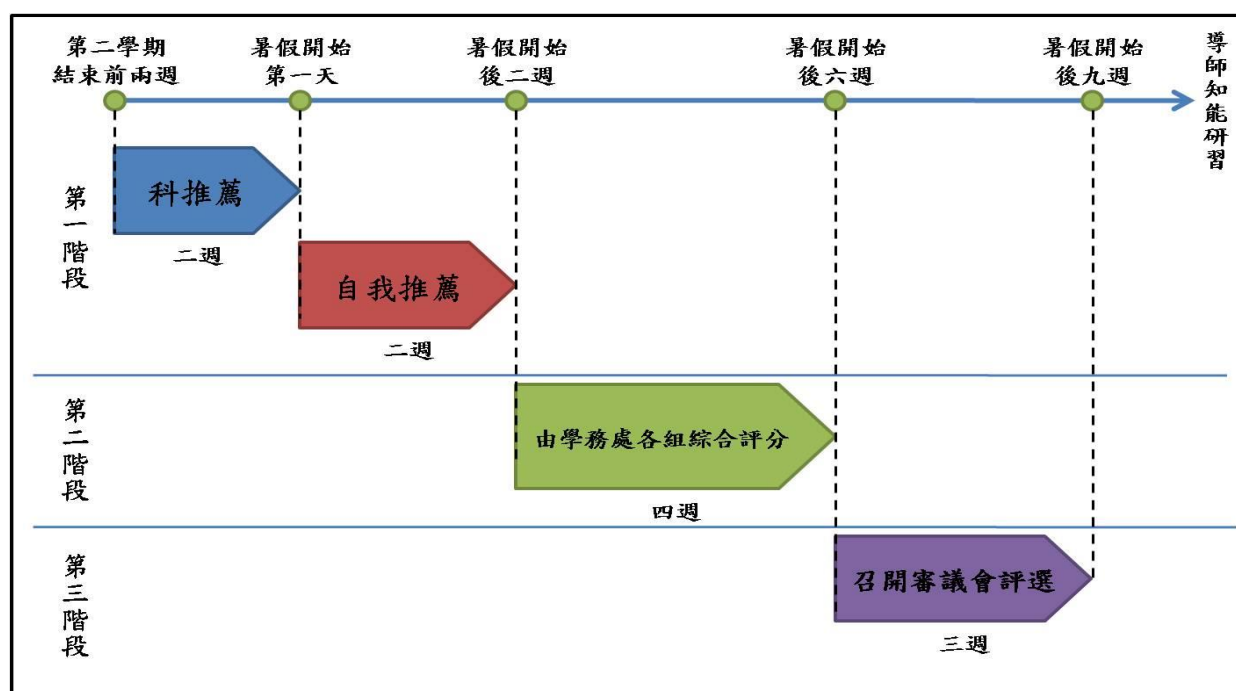 第二學期
結束前兩週
暑假開始
第一天
暑假開始
後二週
暑假開始
後六週
暑假開始
後九週
導師知能研習
第一階段
科推薦
二週
自我推薦
二週
第二階段
由學務處各組綜合評分
四週
第三階段
召開審議會評選
三週